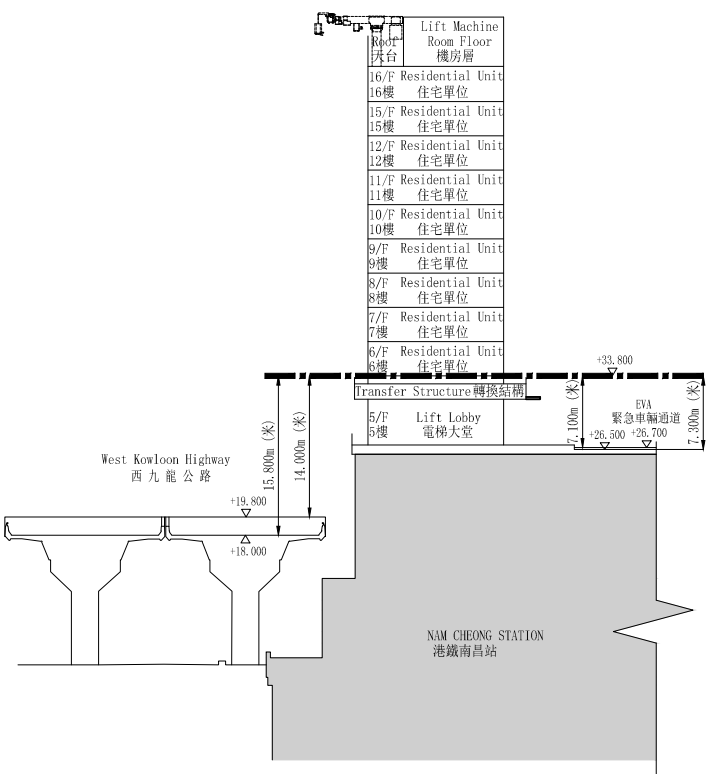 Lift Machine
Roof Room Floor
天台 機房層
16/F Residential Unit
16樓 住宅單位
15/F Residential Unit
15樓 住宅單位
12/F Residential Unit
12樓 住宅單位
11/F Residential Unit
11樓 住宅單位
10/F Residential Unit
10樓 住宅單位
9/F Residential Unit
9樓 住宅單位
8/F Residential Unit
8樓 住宅單位
7/F Residential Unit
7樓 住宅單位
6/F Residential Unit
6樓 住宅單位
+33.800
Transfer Structure 轉換結構
5/F Lift Lobby
5樓 電梯大堂
EVA
緊急車輛通道
+26.500 +26.700
7.100m (米)
7.300m (米)
15.800m (米)
14.000m (米)
West Kowloon Highway
西九龍公路
+19.800
+18.000
NAM CHEONG STATION
港鐵南昌站